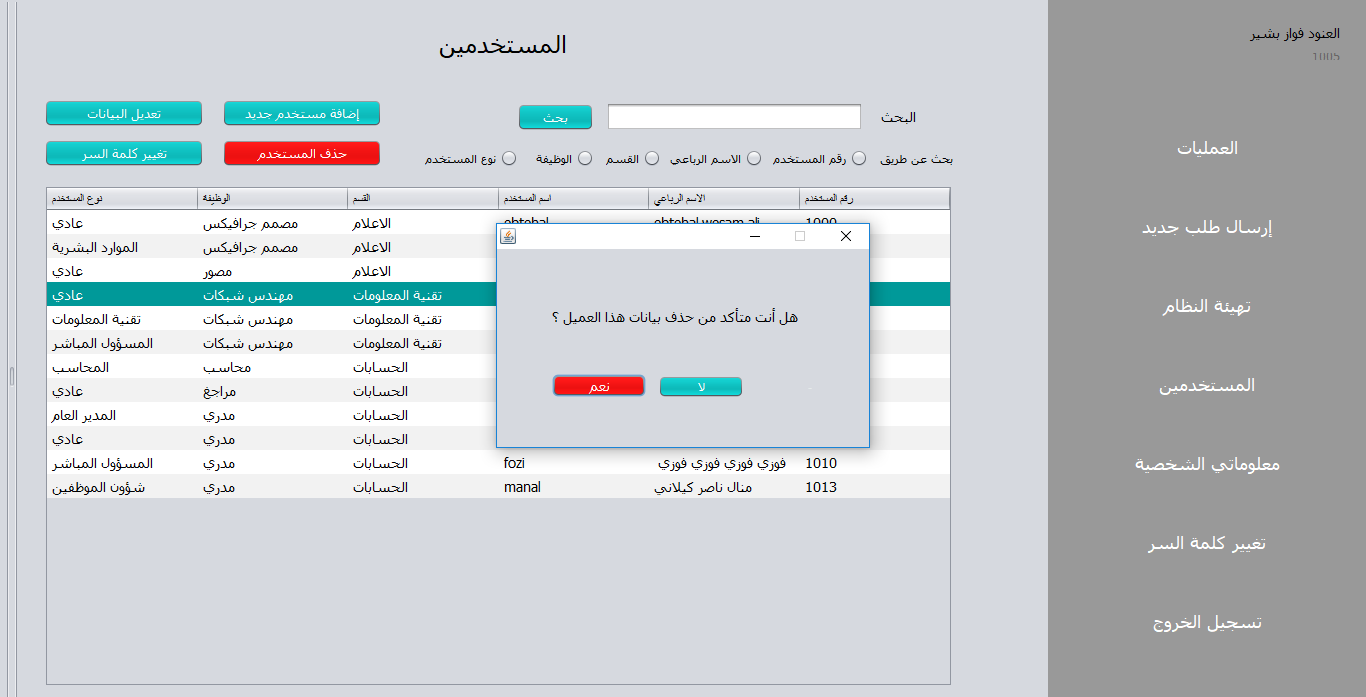 العنود فواز بشير
1005
العمليات
إرسال طلب جديد
تهيئة النظام
المستخدمين
معلوماتي الشخصية
تغيير كلمة السر
تسجيل الخروج
المستخدمين
البحث بحث إضافة مستخدم جديد تعديل البيانات
حذف المستخدم تغيير كلمة السر
بحث عن طريق رقم المستخدم الاسم الرباعي القسم الوظيفة نوع المستخدم
رقم المستخدم الاسم الرباعي اسم المستخدم القسم الوظيفة نوع المستخدم
1000 ebtehal wesam ali ebtehal الاعلام مصمم جرافيكس عادي
الاعلام مصمم جرافيكس الموارد البشرية
الاعلام مصور عادي
تقنية المعلومات مهندس شبكات عادي
تقنية المعلومات مهندس شبكات تقنية المعلومات
تقنية المعلومات مهندس شبكات المسؤول المباشر
الحسابات محاسب المحاسب
الحسابات مراجع عادي
الحسابات مدري المدير العام
الحسابات مدري عادي
1010 فوزي فوزي فوزي فوزي fozi الحسابات مدري المسؤول المباشر
1013 منال ناصر كيلاني manal الحسابات مدري شؤون الموظفين
هل أنت متأكد من حذف بيانات هذا العميل ؟
لا نعم